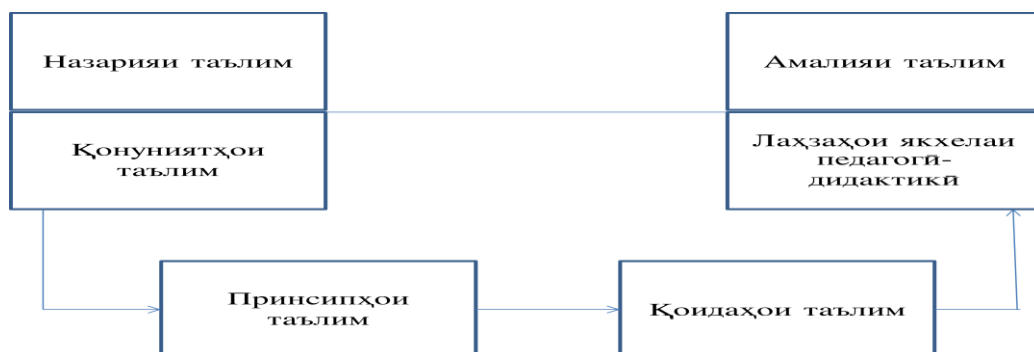 Назарияи таълим
Амалияи таълим
Қонуниятҳои
таълим
Лаҳзаҳои якхелаи
педагогӣ-
дидактикӣ
Принсипҳои
таълим
Қоидаҳои таълим